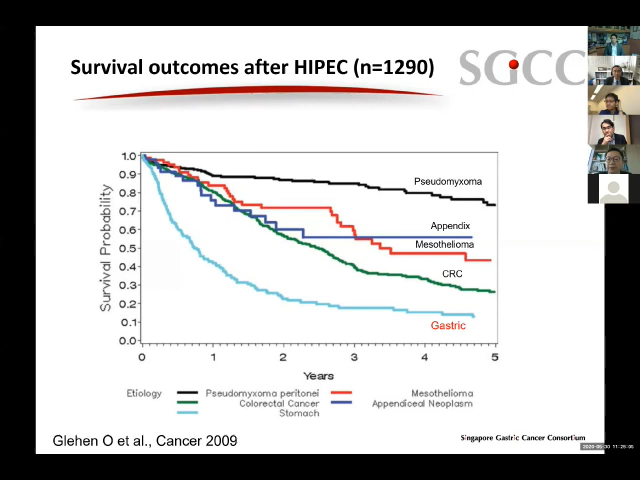 Survival outcomes after HIPEC (n=1290)
SGCC
Survival Probability
1.0
0.9
0.8
0.7
0.6
0.5
0.4
0.3
0.2
0.1
0.0
Pseudomyxoma
Appendix
Mesothelioma
CRC
Gastric
0 1 2 3 4 5
Years
Etiology Pseudomyxoma peritonei Mesothelioma
Colorectal Cancer Appendiceal Neoplasm
Stomach
Glehen O et al., Cancer 2009
Singapore Gastric Cancer Consortium